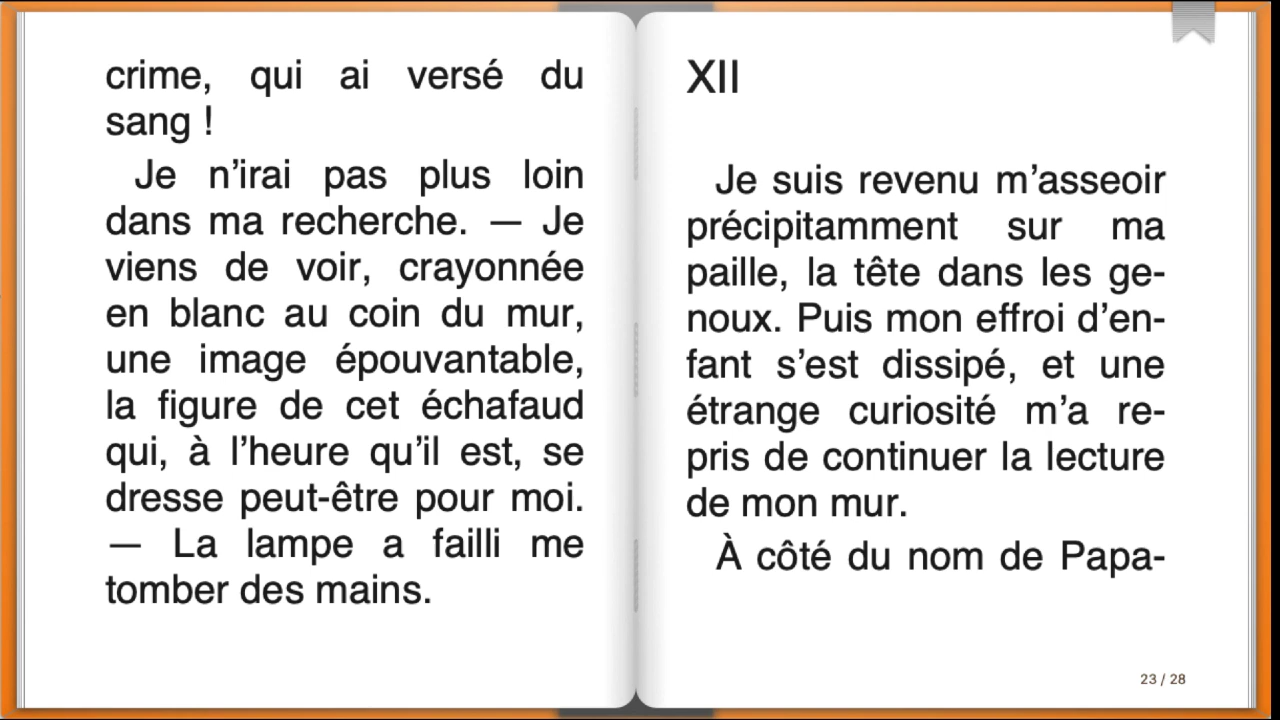 crime, qui ai versé du
sang !
Je n’irai pas plus loin
dans ma recherche. — Je
viens de voir, crayonnée
en blanc au coin du mur,
une image épouvantable,
la figure de cet échafaud
qui, à l’heure qu’il est, se
dresse peut-être pour moi.
— La lampe a failli me
tomber des mains.
XII
Je suis revenu m’asseoir
précipitamment sur ma
paille, la tête dans les ge-
noux. Puis mon effroi d’en-
fant s’est dissipé, et une
étrange curiosité m’a re-
pris de continuer la lecture
de mon mur.
À côté du nom de Papa-
23 / 28